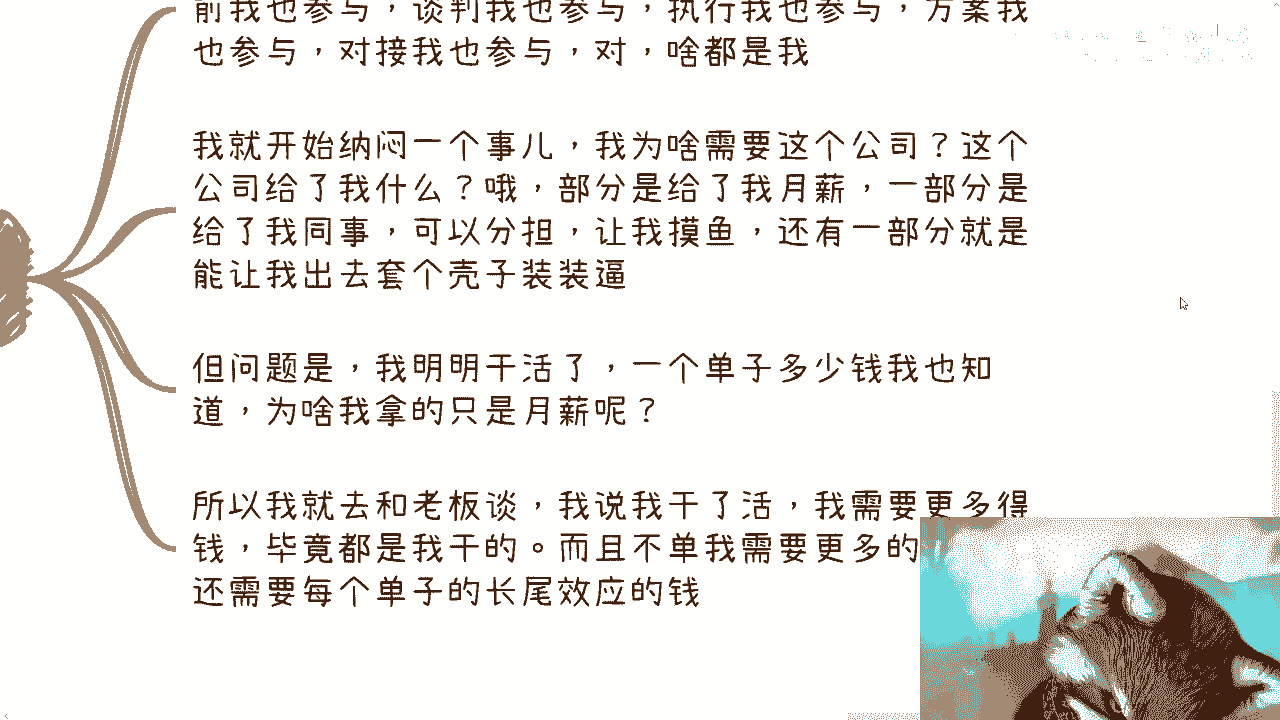 前我也参与，谈判我也参与，执行我也参与，方案我
也参与，对接我也参与，对，啥都是我
我就开始纳闷一个事儿，我为啥需要这个公司？这个
公司给了我什么？哦，部分是给了我月薪，一部分是
给了我同事，可以分担，让我摸鱼，还有一部分就是
能让我出去套个壳子装装逼
但问题是，我明明干活了，一个单子多少钱我也知
道，为啥我拿的只是月薪呢？
所以我就去和老板谈，我说我干了活，我需要更多得
钱，毕竟都是我干的。而且不单我需要更多的
还需要每个单子的长尾效应的钱